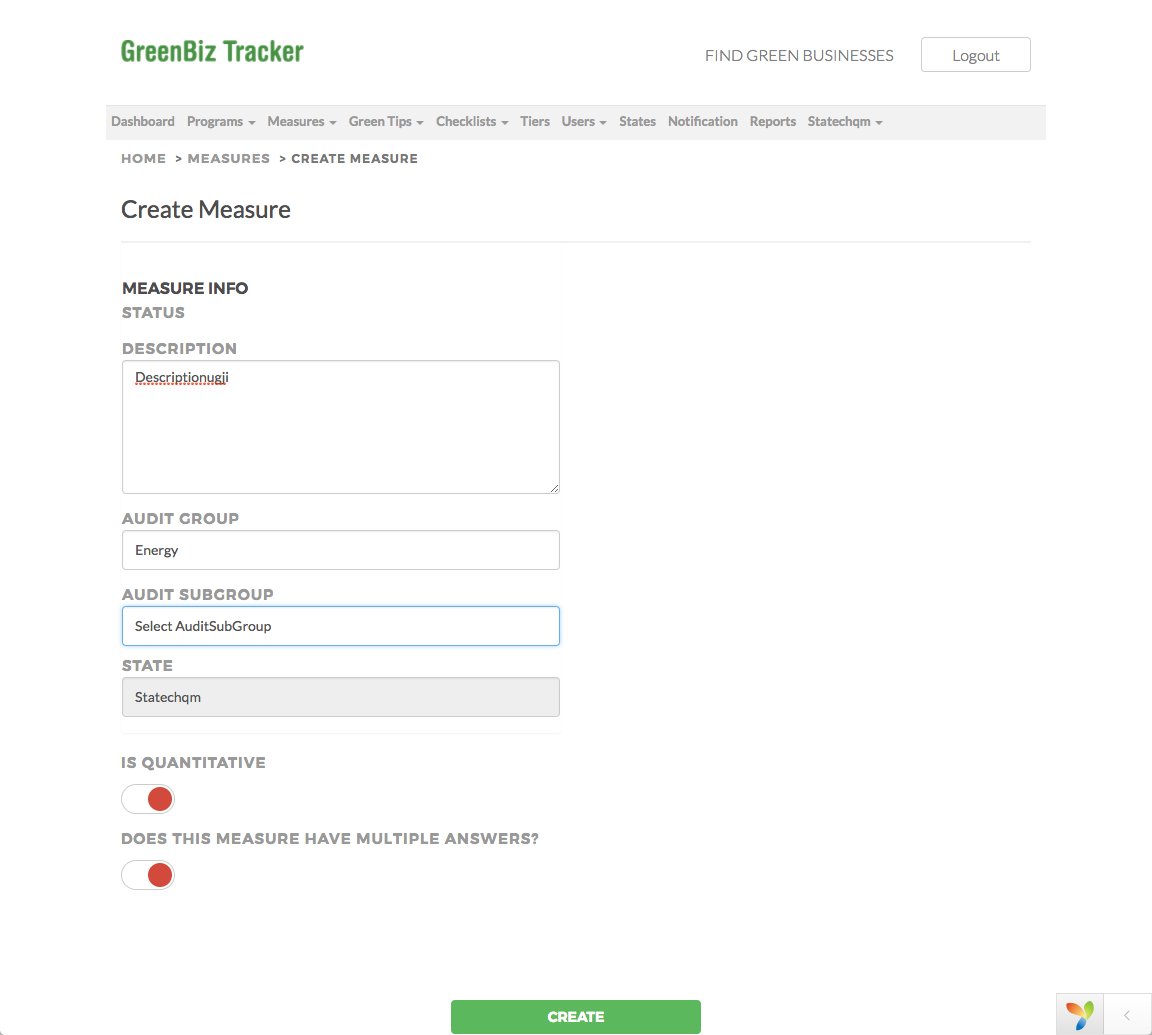 GreenBiz Tracker
FIND GREEN BUSINESSES Logout
Dashboard Programs Measures Green Tips Checklists Tiers Users States Notification Reports Statechqm
HOME > MEASURES > CREATE MEASURE
Create Measure
MEASURE INFO
STATUS
DESCRIPTION
Descriptionugii
AUDIT GROUP
Energy
AUDIT SUBGROUP
Select AuditSubGroup
STATE
Statechqm
IS QUANTITATIVE
DOES THIS MEASURE HAVE MULTIPLE ANSWERS?
CREATE